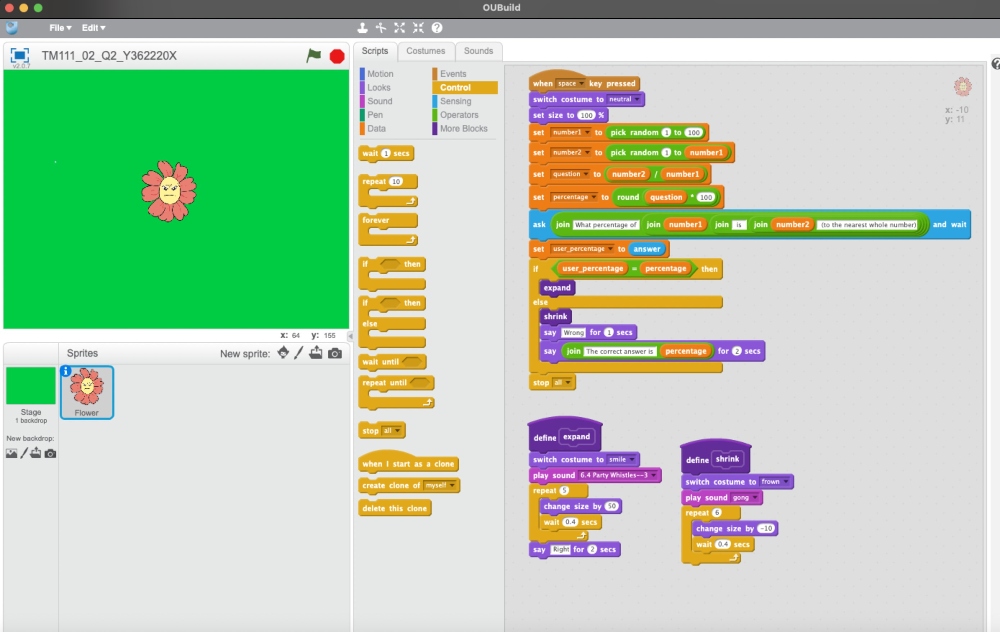 OUBuild
File Edit
v2.0.7
TM111_02_Q2_Y362220X
x: 64 y: 155
Sprites New sprite:
Stage
1 backdrop
New backdrop:
Flower
Scripts Costumes Sounds
Motion Events
Looks Control
Sound Sensing
Pen Operators
Data More Blocks
wait 1 secs
repeat 10
forever
if then
if then
else
wait until
repeat until
stop all
when I start as a clone
create clone of myself
delete this clone
x: -10
y: 11
when space key pressed
switch costume to neutral
set size to 100 %
set number1 to pick random 1 to 100
set number2 to pick random 1 to number1
set question to number2 / number1
set percentage to round question * 100
ask join What percentage of join number1 join is join number2 (to the nearest whole number) and wait
set user_percentage to answer
if user_percentage = percentage then
expand
else
shrink
say Wrong for 1 secs
say join The correct answer is percentage for 2 secs
stop all
define expand
switch costume to smile
play sound 6.4 Party Whistles--3
repeat 5
change size by 50
wait 0.4 secs
say Right for 2 secs
define shrink
switch costume to frown
play sound gong
repeat 6
change size by -10
wait 0.4 secs